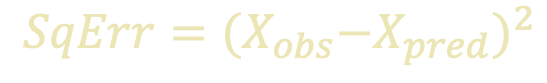 SqErr = (X_obs − X_pred)²